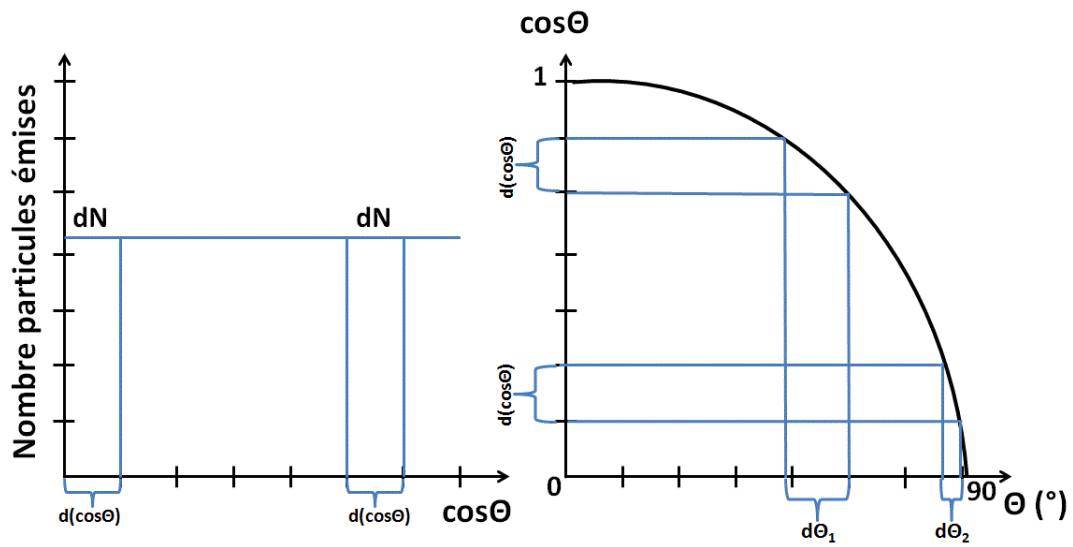 Nombre particules émises
dN
dN
d(cosΘ)
d(cosΘ)
cosΘ
cosΘ
1
d(cosΘ)
d(cosΘ)
0
90
Θ (°)
dΘ₁
dΘ₂